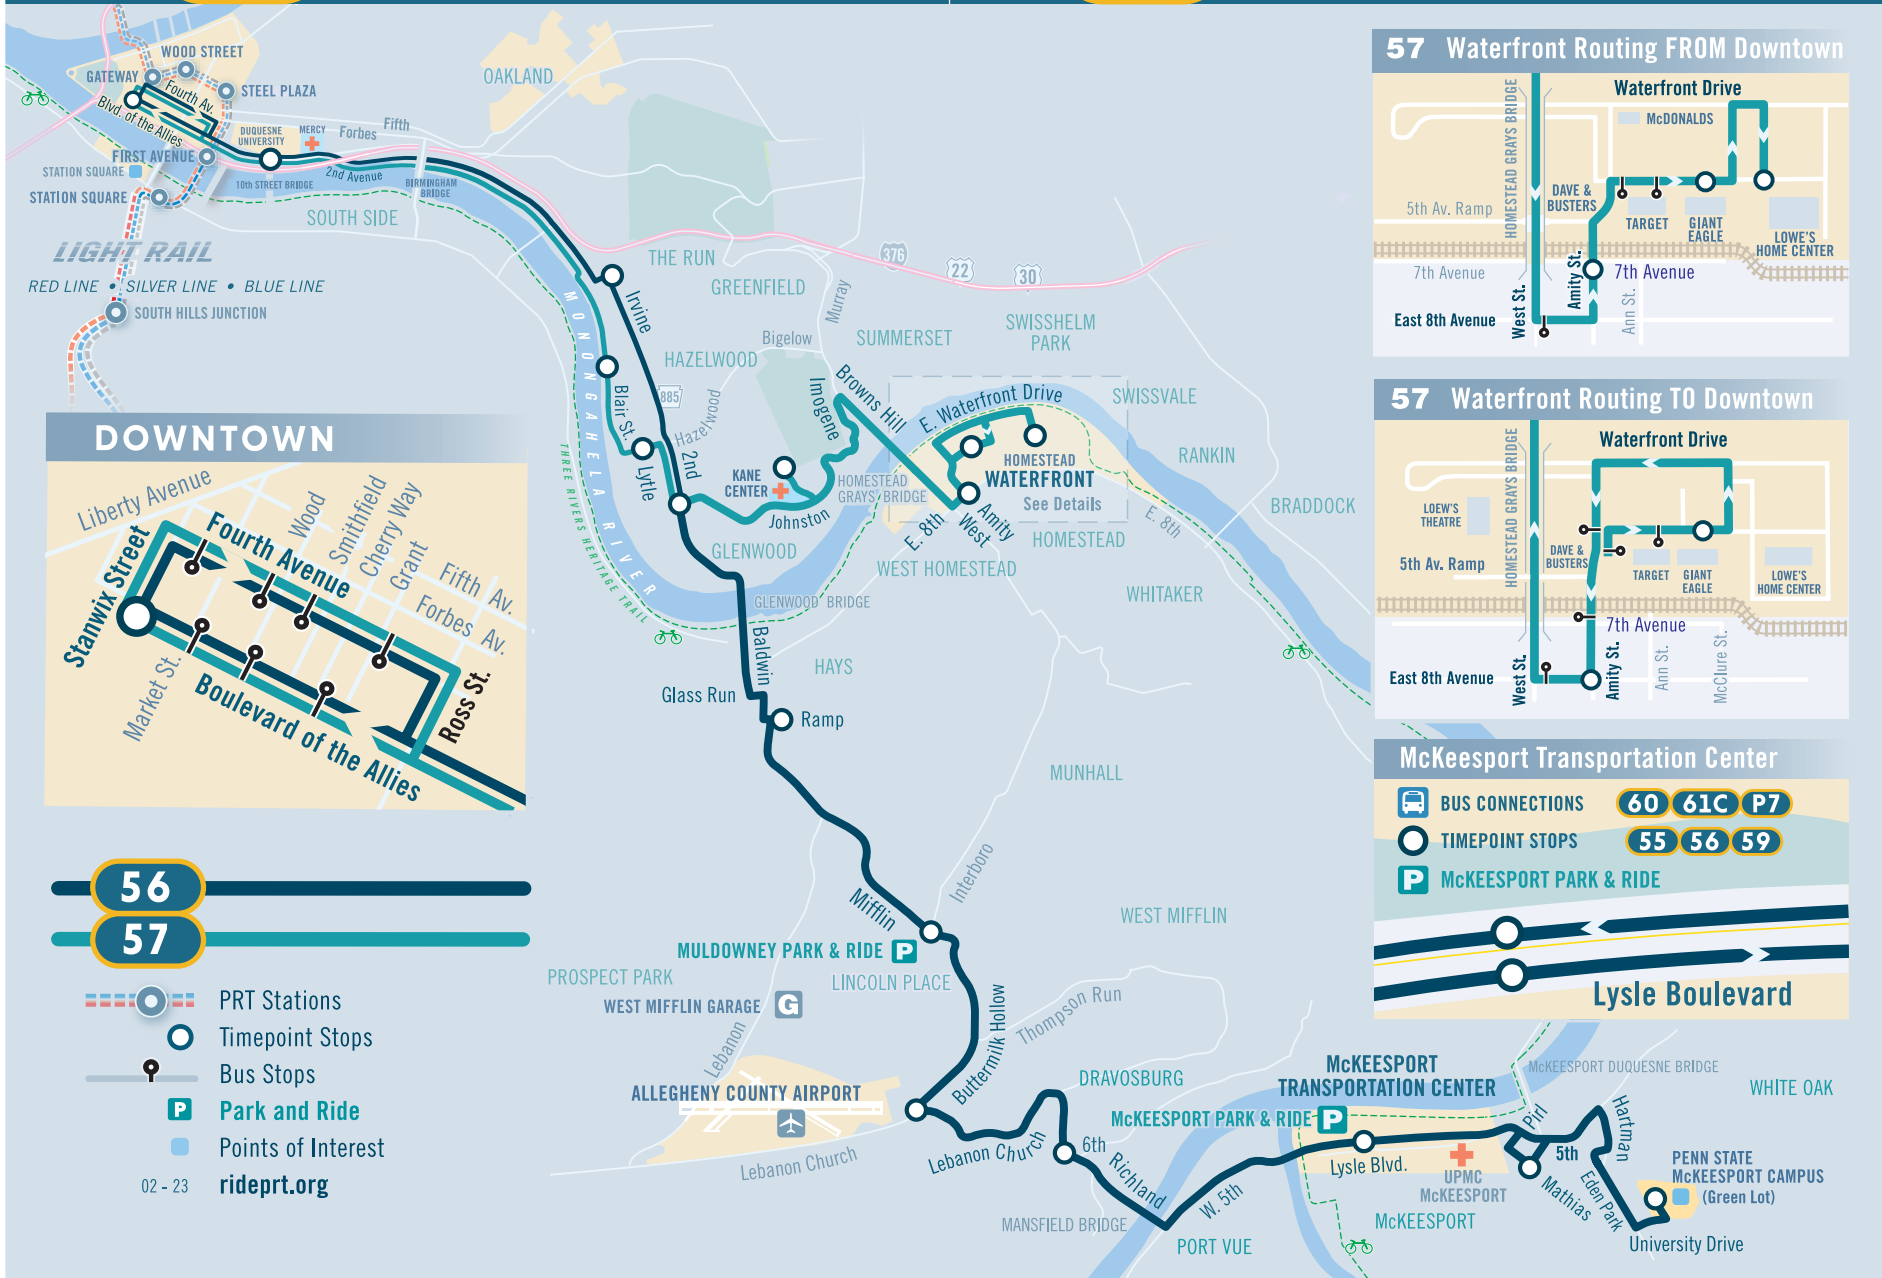 WOOD STREET
GATEWAY
STEEL PLAZA
Fourth Av.
Blvd. of the Allies
DUQUESNE
UNIVERSITY
MERCY
Forbes
Fifth
FIRST AVENUE
STATION SQUARE
STATION SQUARE
10th STREET BRIDGE
2nd Avenue
BIRMINGHAM
BRIDGE
SOUTH SIDE
OAKLAND
LIGHT RAIL
RED LINE • SILVER LINE • BLUE LINE
SOUTH HILLS JUNCTION
THE RUN
GREENFIELD
376
22
30
Murray
Irvine
MONONGAHELA RIVER
THREE RIVERS HERITAGE TRAIL
Bigelow
SUMMERSET
SWISSHELM
PARK
HAZELWOOD
885
Hazelwood
Blair St.
Lytle
2nd
Imogene
Browns Hill
E. Waterfront Drive
SWISSVALE
KANE
CENTER
Johnston
HOMESTEAD
GRAYS BRIDGE
HOMESTEAD
WATERFRONT
See Details
RANKIN
BRADDOCK
E. 8th
West
Amity
E. 8th
HOMESTEAD
GLENWOOD
WEST HOMESTEAD
WHITAKER
GLENWOOD BRIDGE
Baldwin
HAYS
Glass Run
Ramp
MUNHALL
Interboro
Mifflin
WEST MIFFLIN
MULDOWNEY PARK & RIDE P
LINCOLN PLACE
PROSPECT PARK
WEST MIFFLIN GARAGE G
Lebanon
Buttermilk Hollow
Thompson Run
ALLEGHENY COUNTY AIRPORT
Lebanon Church
Lebanon Church
DRAVOSBURG
6th
Richland
MANSFIELD BRIDGE
W. 5th
PORT VUE
McKEESPORT
TRANSPORTATION CENTER
McKEESPORT PARK & RIDE P
Lysle Blvd.
UPMC
McKEESPORT
McKEESPORT
McKEESPORT DUQUESNE BRIDGE
WHITE OAK
Pirl
5th
Mathias
Hartman
Eden Park
PENN STATE
McKEESPORT CAMPUS
(Green Lot)
University Drive
DOWNTOWN
Liberty Avenue
Stanwix Street
Fourth Avenue
Wood
Smithfield
Cherry Way
Grant
Fifth Av.
Forbes Av.
Market St.
Boulevard of the Allies
Ross St.
56
57
PRT Stations
Timepoint Stops
Bus Stops
P Park and Ride
Points of Interest
02 - 23 rideprt.org
57 Waterfront Routing FROM Downtown
HOMESTEAD GRAYS BRIDGE
Waterfront Drive
McDONALDS
DAVE &
BUSTERS
5th Av. Ramp
TARGET
GIANT
EAGLE
LOWE'S
HOME CENTER
7th Avenue
7th Avenue
Amity St.
West St.
Ann St.
East 8th Avenue
57 Waterfront Routing TO Downtown
HOMESTEAD GRAYS BRIDGE
Waterfront Drive
LOEW'S
THEATRE
DAVE &
BUSTERS
5th Av. Ramp
TARGET
GIANT
EAGLE
LOWE'S
HOME CENTER
7th Avenue
East 8th Avenue
West St.
Amity St.
Ann St.
McClure St.
McKeesport Transportation Center
BUS CONNECTIONS 60 61C P7
TIMEPOINT STOPS 55 56 59
P McKEESPORT PARK & RIDE
Lysle Boulevard